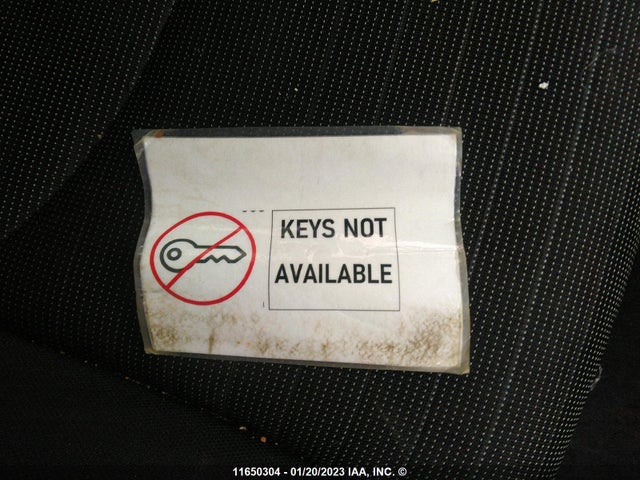 KEYS NOT
AVAILABLE
11650304 - 01/20/2023 IAA, INC. ©